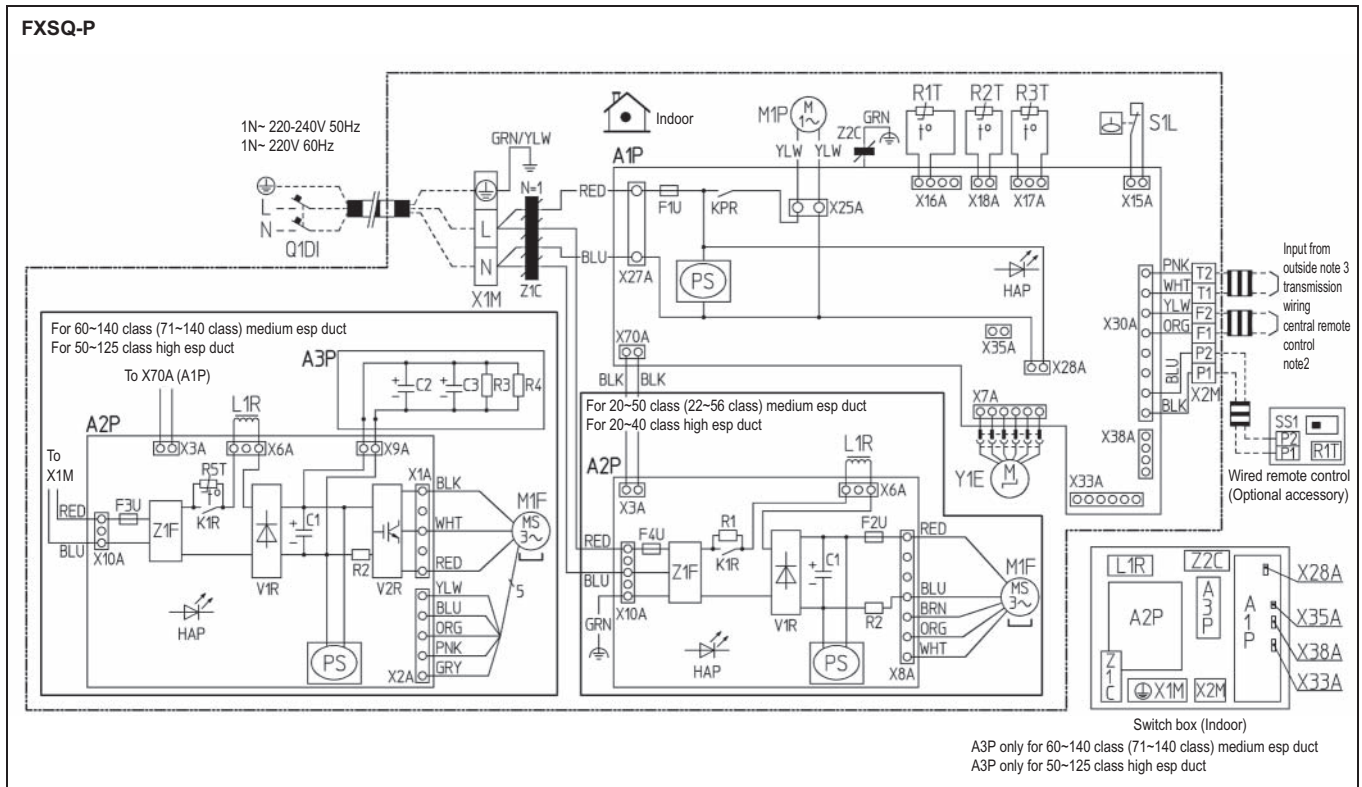 FXSQ-P
1N~ 220-240V 50Hz
1N~ 220V 60Hz
L
N
Q1DI
GRN/YLW
L
N
X1M
N=1
Z1C
RED
BLU
Indoor
A1P
X27A
F1U
KPR
M1P
M
1~
YLW YLW
X25A
Z2C
GRN
R1T
t°
X16A
R2T
t°
X18A
R3T
t°
X17A
S1L
X15A
PS
HAP
X35A
X28A
X70A
BLK BLK
X7A
Y1E
M
X30A
X38A
X33A
PNK T2
WHT T1
YLW F2
ORG F1
BLU P2
BLK P1
X2M
Input from
outside note 3
transmission
wiring
central remote
control
note2
SS1
P2
P1
R1T
Wired remote control
(Optional accessory)
For 60~140 class (71~140 class) medium esp duct
For 50~125 class high esp duct
To X70A (A1P)
A3P
C2
C3
R3
R4
L1R
A2P
X3A
X6A
X9A
To
X1M
RED
BLU
X10A
F3U
Z1F
R5T
t°
K1R
V1R
C1
R2
V2R
X1A
BLK
WHT
RED
M1F
MS
3~
YLW
BLU
ORG
PNK
GRY
5
X2A
HAP
PS
For 20~50 class (22~56 class) medium esp duct
For 20~40 class high esp duct
L1R
A2P
X3A
X6A
RED
BLU
GRN
X10A
F4U
Z1F
R1
K1R
V1R
C1
F2U
R2
RED
BLU
BRN
ORG
WHT
M1F
MS
3~
X8A
HAP
PS
L1R
Z2C
A2P
A3P
A1P
Z1C
X1M
X2M
X28A
X35A
X38A
X33A
Switch box (Indoor)
A3P only for 60~140 class (71~140 class) medium esp duct
A3P only for 50~125 class high esp duct